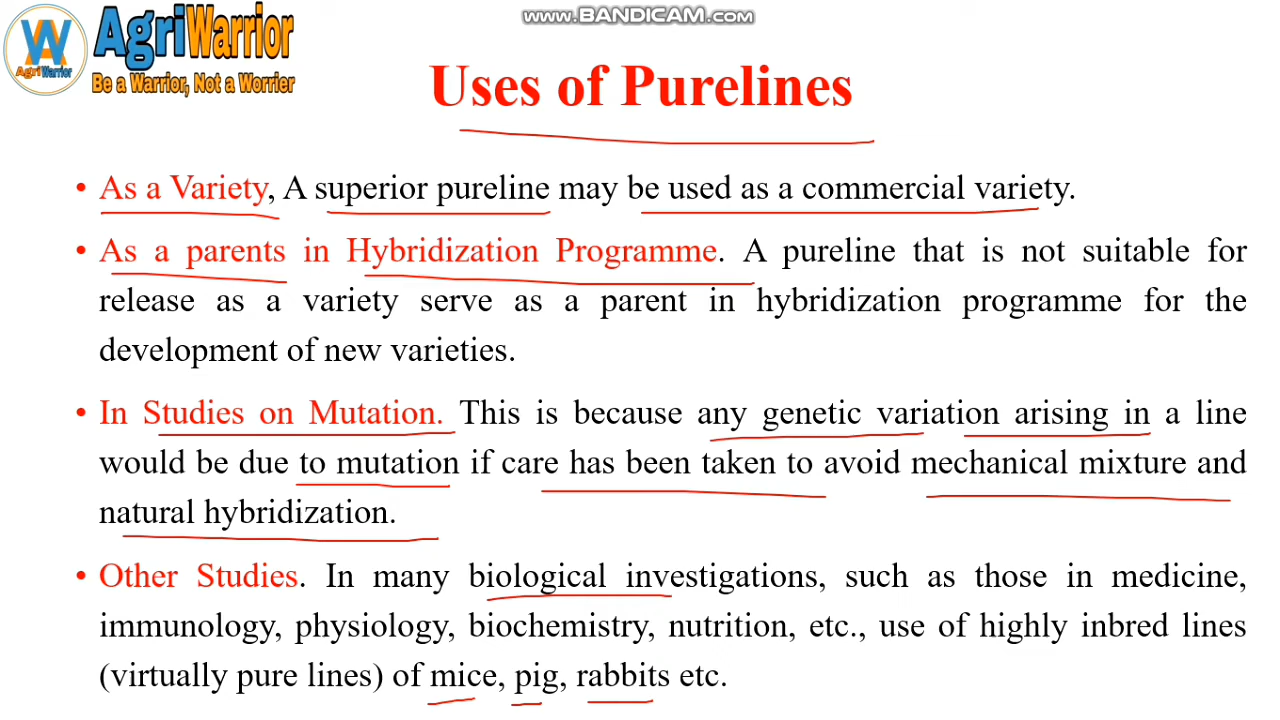 www.BANDICAM.com
W
AgriWarrior
AgriWarrior
Be a Warrior, Not a Worrier
Uses of Purelines
• As a Variety, A superior pureline may be used as a commercial variety.
• As a parents in Hybridization Programme. A pureline that is not suitable for
release as a variety serve as a parent in hybridization programme for the
development of new varieties.
• In Studies on Mutation. This is because any genetic variation arising in a line
would be due to mutation if care has been taken to avoid mechanical mixture and
natural hybridization.
• Other Studies. In many biological investigations, such as those in medicine,
immunology, physiology, biochemistry, nutrition, etc., use of highly inbred lines
(virtually pure lines) of mice, pig, rabbits etc.